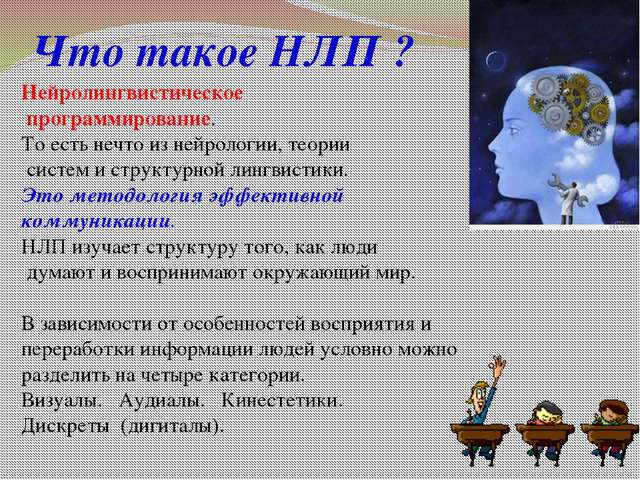 Что такое НЛП ?
Нейролингвистическое
программирование.
То есть нечто из нейрологии, теории
систем и структурной лингвистики.
Это методология эффективной
коммуникации.
НЛП изучает структуру того, как люди
думают и воспринимают окружающий мир.
В зависимости от особенностей восприятия и
переработки информации людей условно можно
разделить на четыре категории.
Визуалы. Аудиалы. Кинестетики.
Дискреты (дигиталы).